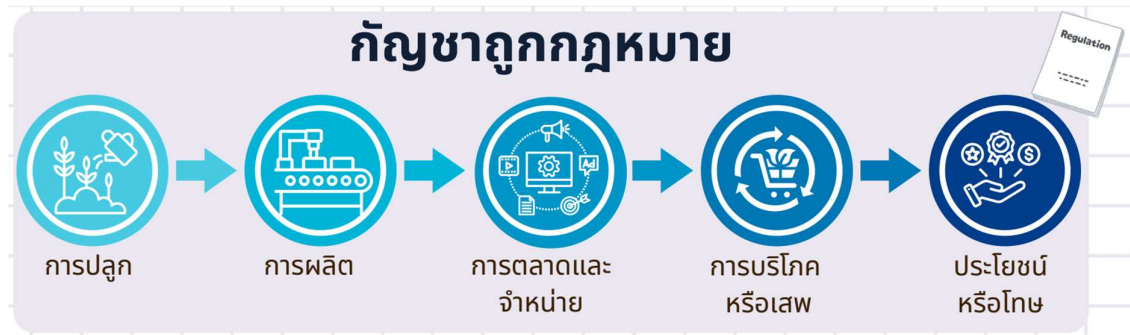 กัญชาถูกกฎหมาย
Regulation
Ad
การปลูก
การผลิต
การตลาดและ
จำหน่าย
การบริโภค
หรือเสพ
ประโยชน์
หรือโทษ